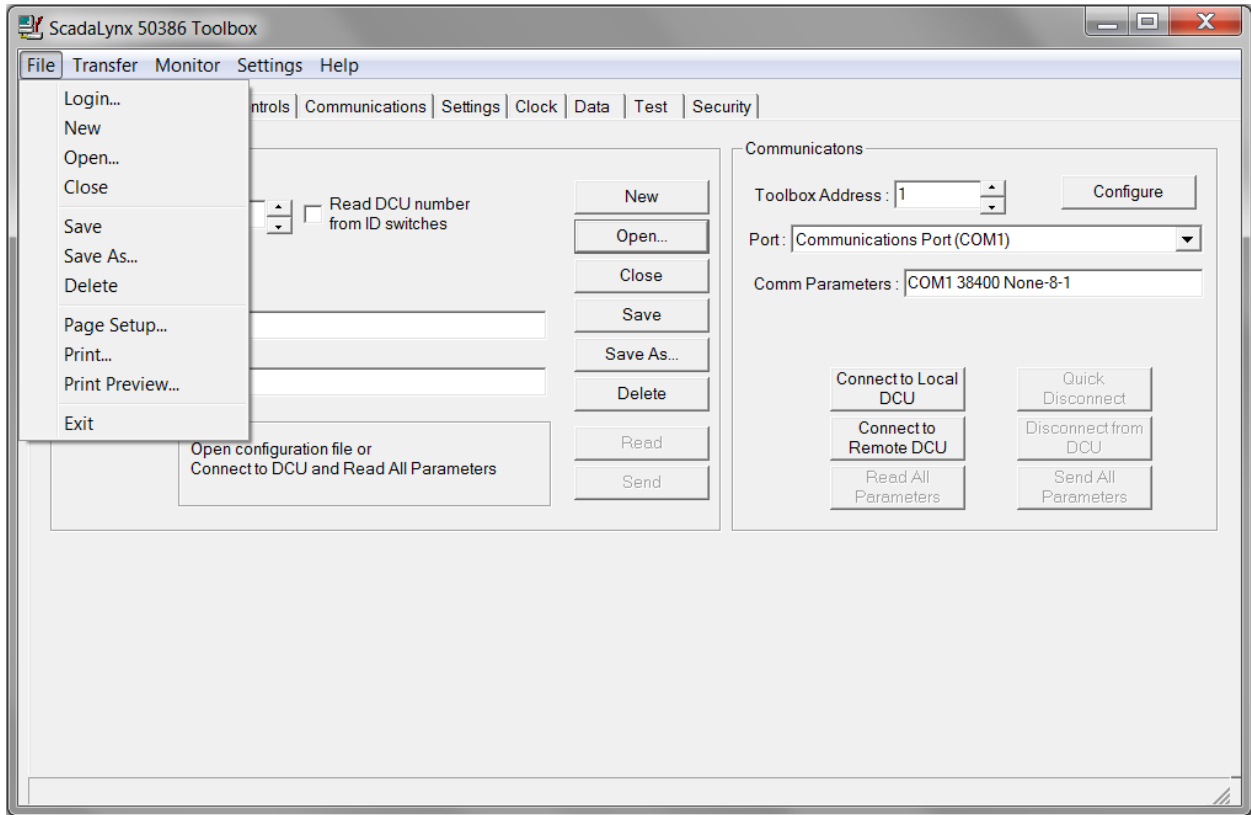 ScadaLynx 50386 Toolbox
File Transfer Monitor Settings Help
Login...
New
Open...
Close
Save
Save As...
Delete
Page Setup...
Print...
Print Preview...
Exit
ntrols Communications Settings Clock Data Test Security
Read DCU number
from ID switches
Open configuration file or
Connect to DCU and Read All Parameters
New
Open...
Close
Save
Save As...
Delete
Read
Send
Communicatons
Toolbox Address : 1 Configure
Port : Communications Port (COM1)
Comm Parameters : COM1 38400 None-8-1
Connect to Local
DCU
Quick
Disconnect
Connect to
Remote DCU
Disconnect from
DCU
Read All
Parameters
Send All
Parameters